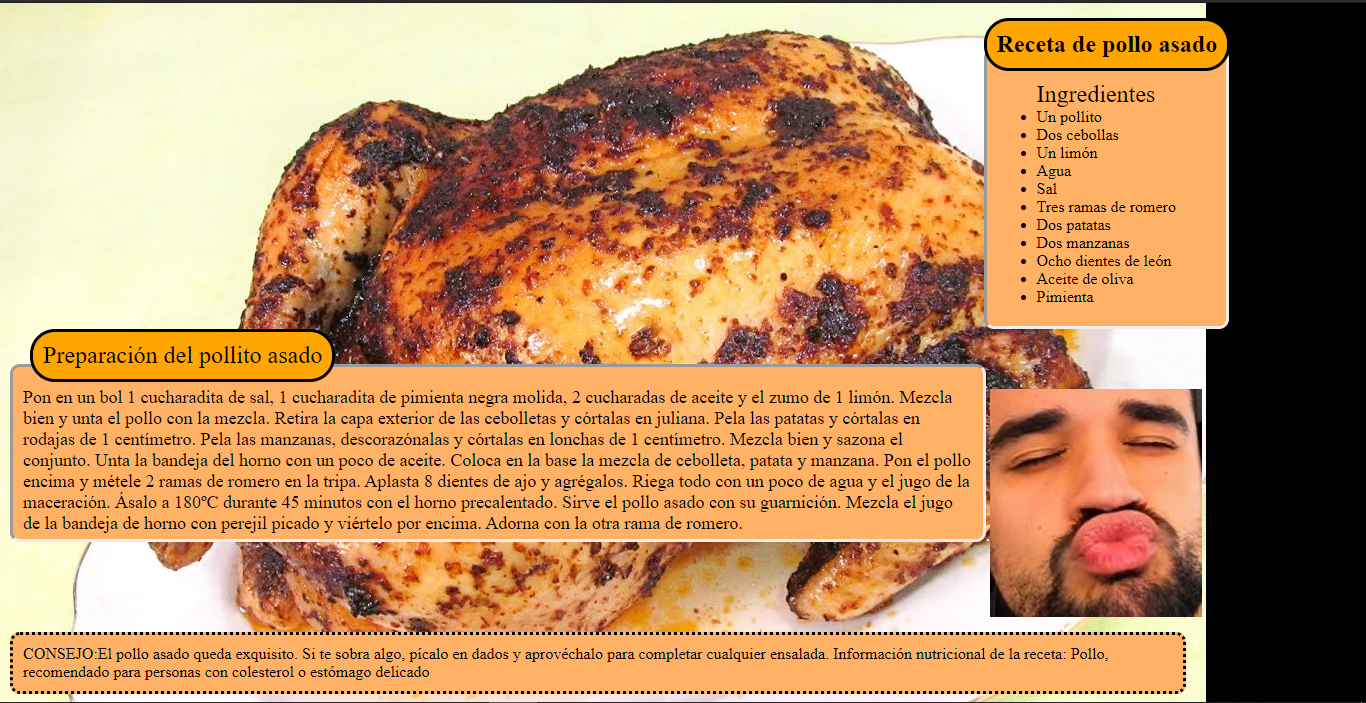 Receta de pollo asado
Ingredientes
Un pollito
Dos cebollas
Un limón
Agua
Sal
Tres ramas de romero
Dos patatas
Dos manzanas
Ocho dientes de león
Aceite de oliva
Pimienta
Preparación del pollito asado
Pon en un bol 1 cucharadita de sal, 1 cucharadita de pimienta negra molida, 2 cucharadas de aceite y el zumo de 1 limón. Mezcla
bien y unta el pollo con la mezcla. Retira la capa exterior de las cebolletas y córtalas en juliana. Pela las patatas y córtalas en
rodajas de 1 centímetro. Pela las manzanas, descorazónalas y córtalas en lonchas de 1 centímetro. Mezcla bien y sazona el
conjunto. Unta la bandeja del horno con un poco de aceite. Coloca en la base la mezcla de cebolleta, patata y manzana. Pon el pollo
encima y métele 2 ramas de romero en la tripa. Aplasta 8 dientes de ajo y agrégalos. Riega todo con un poco de agua y el jugo de la
maceración. Ásalo a 180ºC durante 45 minutos con el horno precalentado. Sirve el pollo asado con su guarnición. Mezcla el jugo
de la bandeja de horno con perejil picado y viértelo por encima. Adorna con la otra rama de romero.
CONSEJO:El pollo asado queda exquisito. Si te sobra algo, pícalo en dados y aprovéchalo para completar cualquier ensalada. Información nutricional de la receta: Pollo,
recomendado para personas con colesterol o estómago delicado